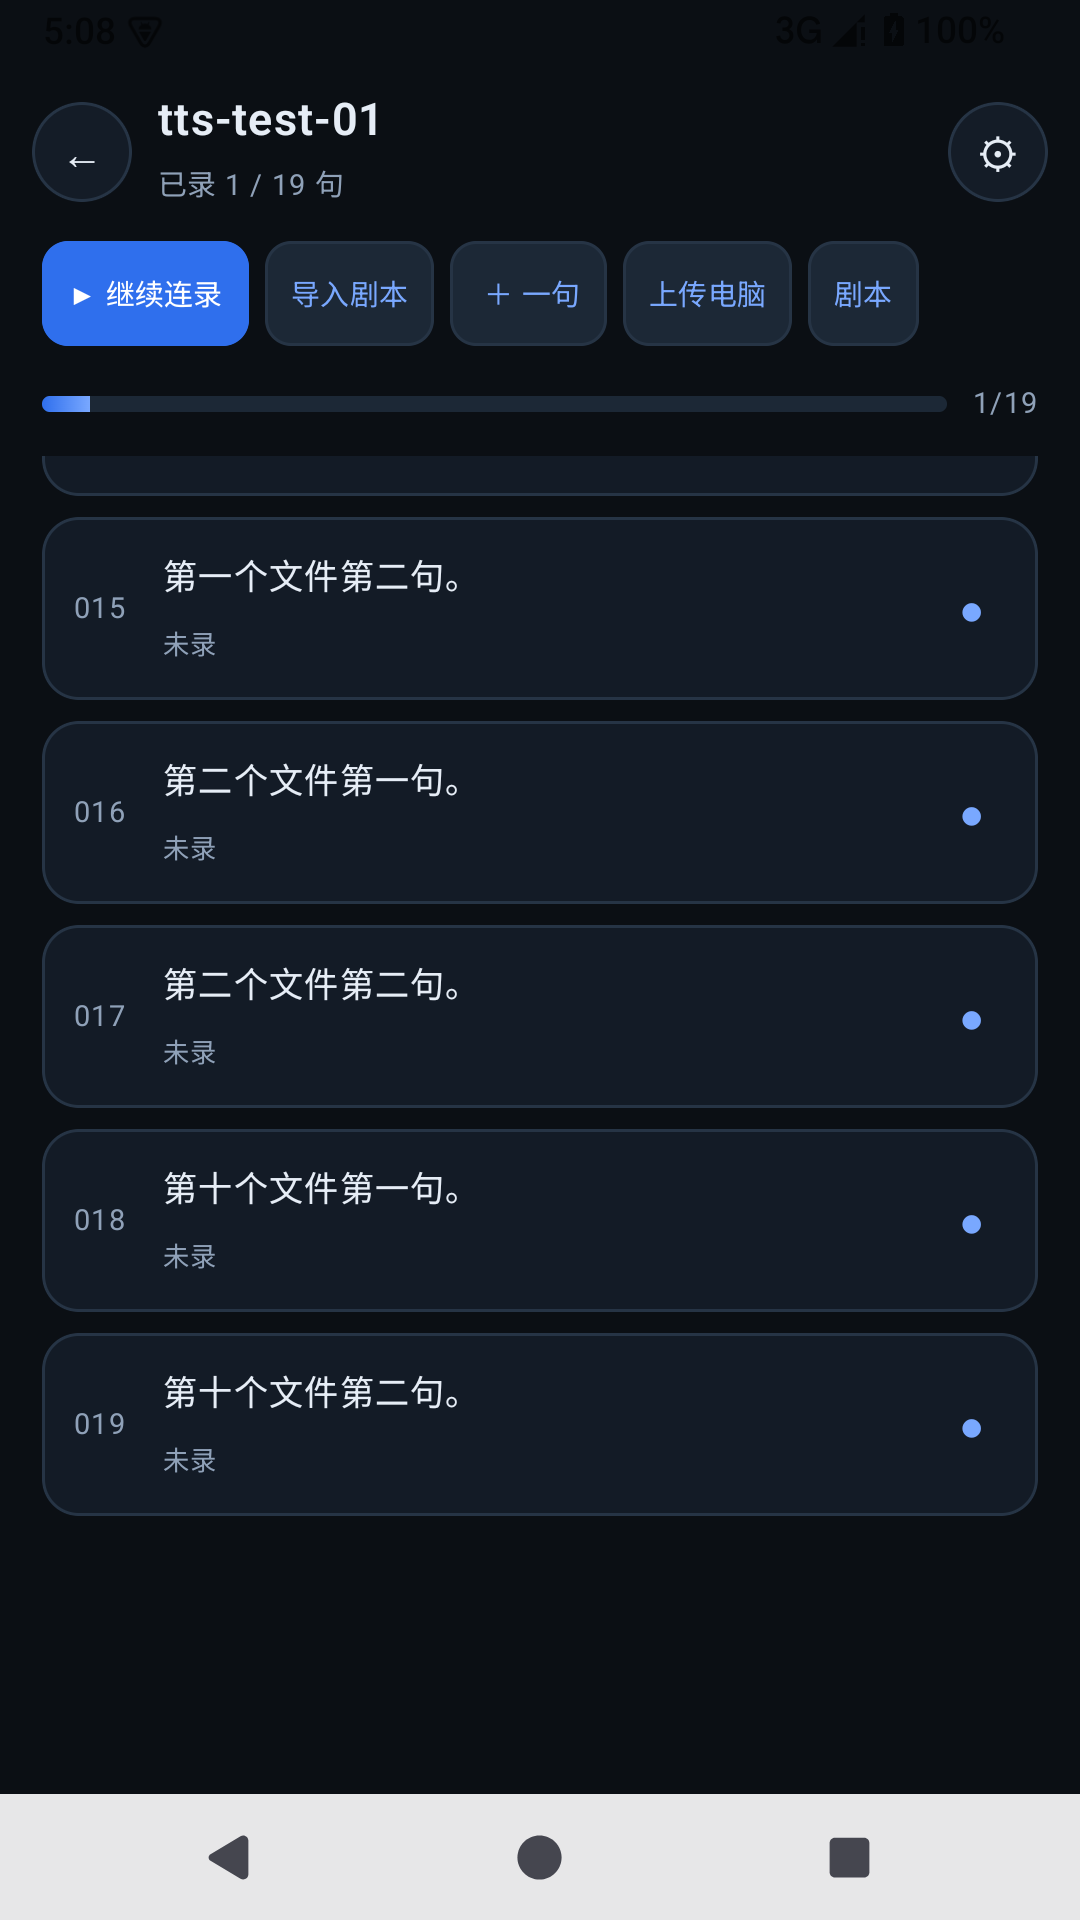 5:08 3G 100%
← tts-test-01
已录 1 / 19 句
▶ 继续连录 导入剧本 ＋ 一句 上传电脑 剧本
1/19
第一个文件第二句。
015
未录
第二个文件第一句。
016
未录
第二个文件第二句。
017
未录
第十个文件第一句。
018
未录
第十个文件第二句。
019
未录